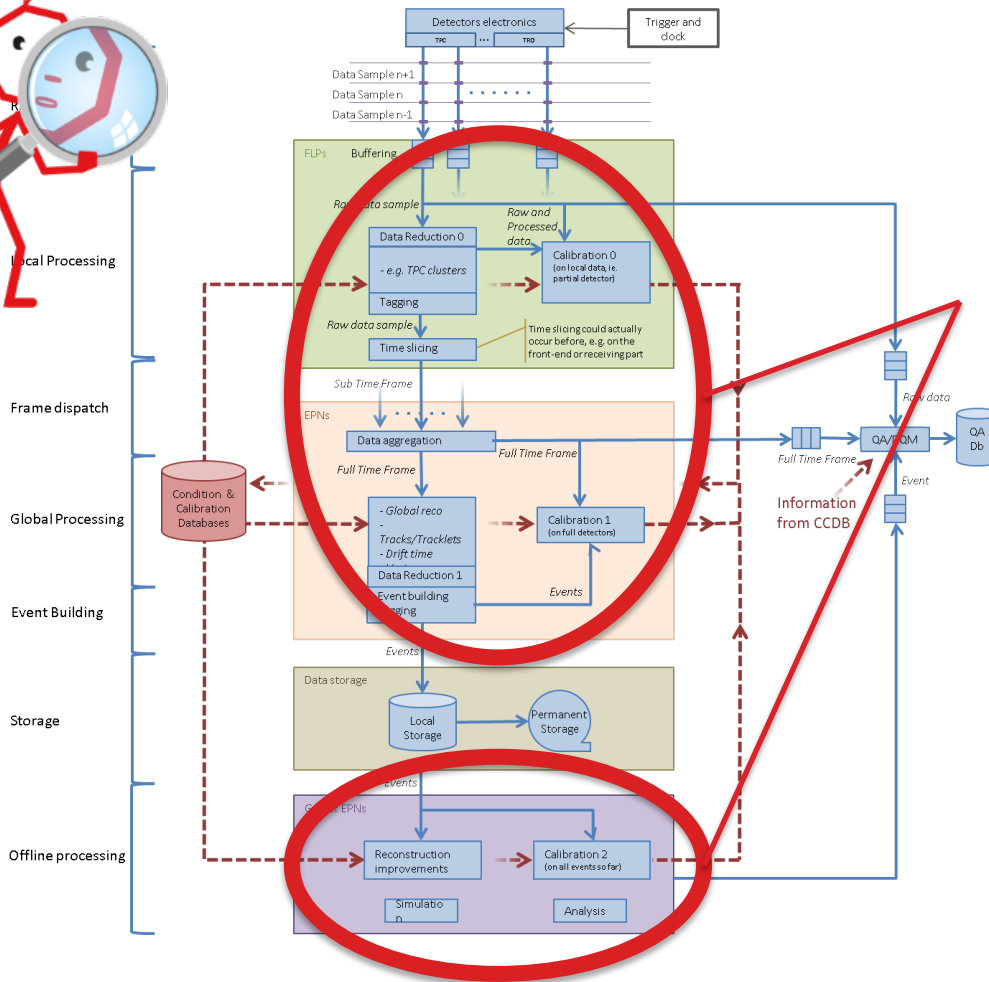 Detectors electronics
TPC ... TRD
Trigger and
clock
Data Sample n+1
Data Sample n
Data Sample n-1
R
FLPs
Buffering
Raw data sample
Raw and
Processed
data
Data Reduction 0
- e.g. TPC clusters
Tagging
Calibration 0
(on local data, ie.
partial detector)
Local Processing
Raw data sample
Time slicing
Time slicing could actually
occur before, e.g. on the
front-end or receiving part
Sub Time Frame
Frame dispatch
EPNs
Data aggregation
Full Time Frame
Full Time Frame
Raw data
QA/DQM
QA
Db
Full Time Frame
Event
Information
from CCDB
Condition &
Calibration
Databases
Global Processing
- Global reco
-
Tracks/Tracklets
- Drift time
Data Reduction 1
Event building
Calibration 1
(on full detectors)
Events
Event Building
Events
Data storage
Local
Storage
Permanent
Storage
Storage
Events
EPNs
Offline processing
Reconstruction
improvements
Calibration 2
(on all events so far)
Simulatio
n
Analysis